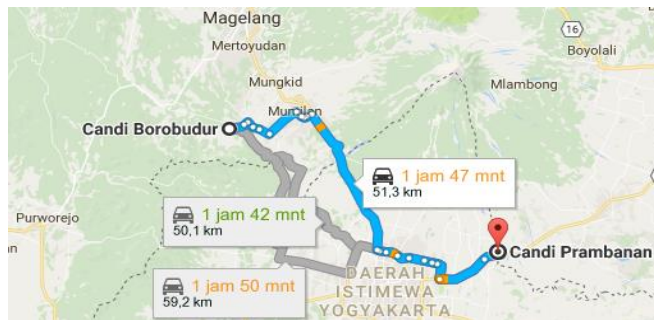 Magelang
Mertoyudan
16
Boyolali
Mungkid
Mlambong
Muntilan
Candi Borobudur
1 jam 47 mnt
51,3 km
1 jam 42 mnt
50,1 km
Purworejo
Candi Prambanan
DAERAH
ISTIMEWA
YOGYAKARTA
1 jam 50 mnt
59,2 km